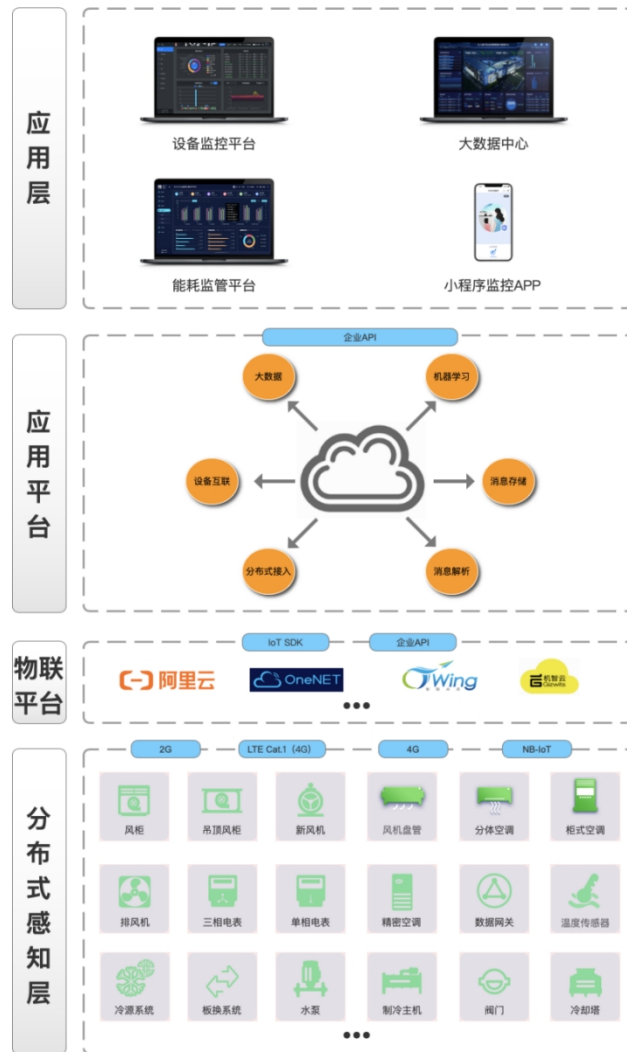 应用层
设备监控平台
大数据中心
能耗监管平台
小程序监控APP
应用平台
企业API
大数据
机器学习
设备互联
消息存储
分布式接入
消息解析
物联平台
IoT SDK
企业API
阿里云
OneNET
Wing
机智云
Gizwits
分布式感知层
2G
LTE Cat.1（4G）
4G
NB-IoT
风柜
吊顶风柜
新风机
风机盘管
分体空调
柜式空调
排风机
三相电表
单相电表
精密空调
数据网关
温度传感器
冷源系统
板换系统
水泵
制冷主机
阀门
冷却塔